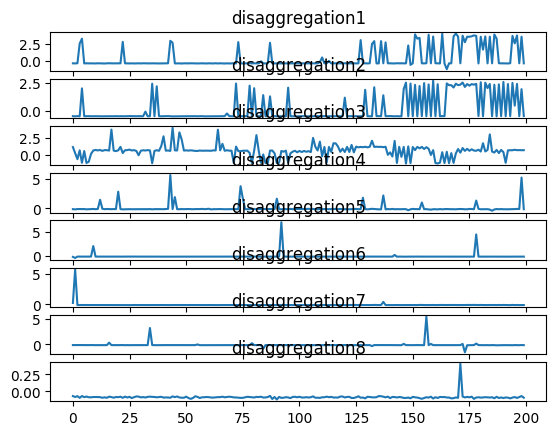 disaggregation1
2.5
0.0
disaggregation2
2.5
0.0
disaggregation3
2.5
0.0
disaggregation4
5
0
disaggregation5
5
0
disaggregation6
5
0
disaggregation7
5
0
disaggregation8
0.25
0.00
0 25 50 75 100 125 150 175 200